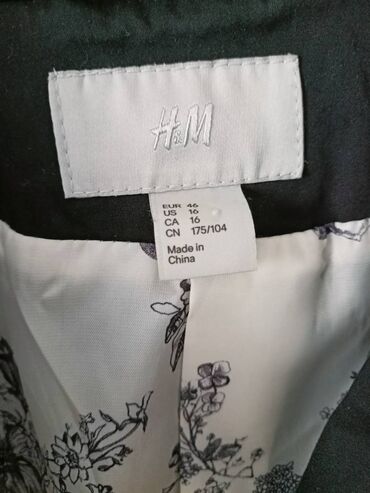 H&M
EUR 46
US 16
CA 16
CN 175/104
Made in
China